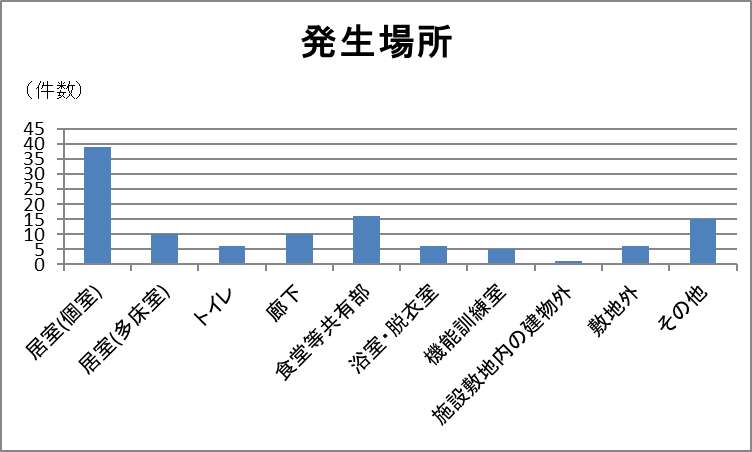 発生場所
（件数）
45
40
35
30
25
20
15
10
5
0
居室(個室)
居室(多床室)
トイレ
廊下
食堂等共有部
浴室・脱衣室
機能訓練室
施設敷地内の建物外
敷地外
その他